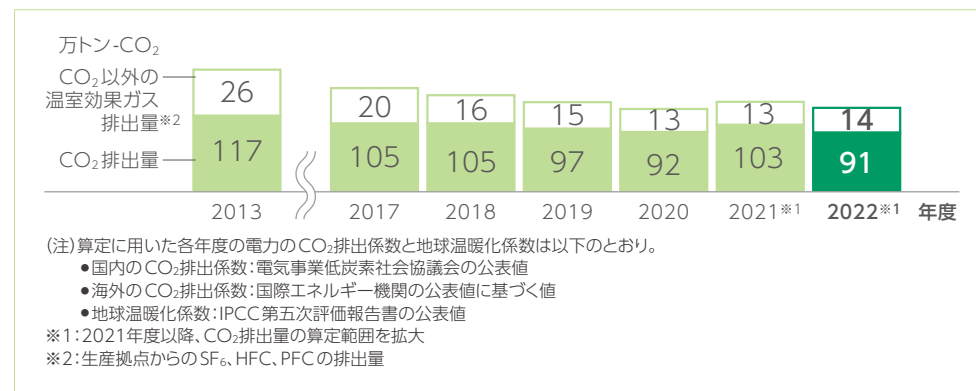 万トン-CO₂
CO₂以外の
温室効果ガス
排出量※2
CO₂排出量
26 20 16 15 13 13 14
117 105 105 97 92 103 91
2013 2017 2018 2019 2020 2021※1 2022※1 年度
(注)算定に用いた各年度の電力のCO₂排出係数と地球温暖化係数は以下のとおり。
●国内のCO₂排出係数:電気事業低炭素社会協議会の公表値
●海外のCO₂排出係数:国際エネルギー機関の公表値に基づく値
●地球温暖化係数:IPCC第五次評価報告書の公表値
※1:2021年度以降、CO₂排出量の算定範囲を拡大
※2:生産拠点からのSF₆、HFC、PFCの排出量